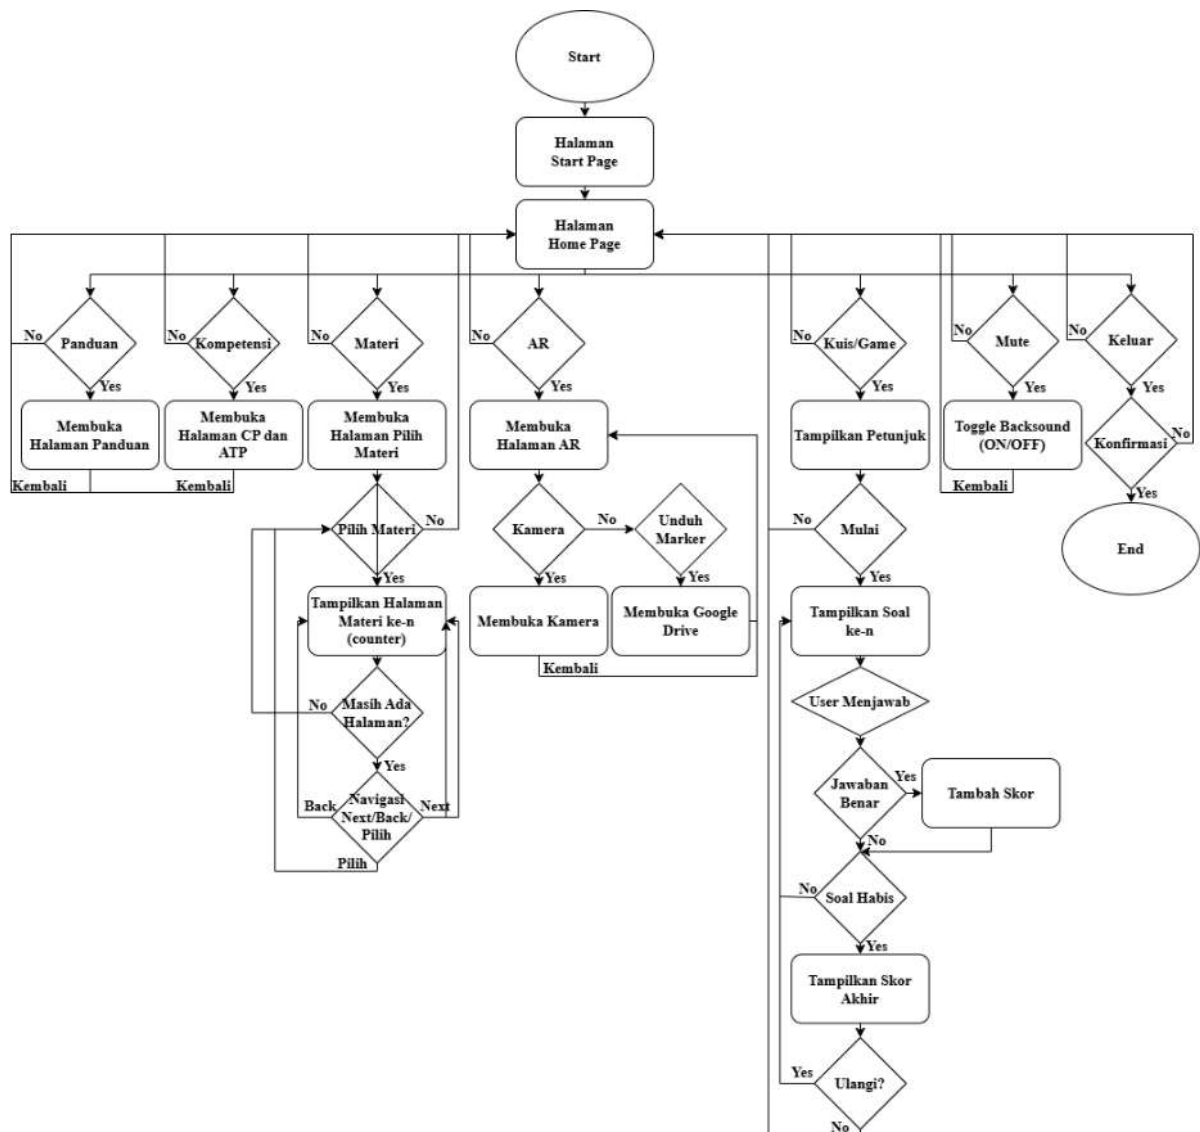 Start
Halaman
Start Page
Halaman
Home Page
No
Panduan
Yes
No
Kompetensi
Yes
No
Materi
Yes
No
AR
Yes
No
Kuis/Game
Yes
No
Mute
Yes
No
Keluar
Yes
Membuka
Halaman Panduan
Membuka
Halaman CP dan
ATP
Membuka
Halaman Pilih
Materi
Membuka
Halaman AR
Tampilkan Petunjuk
Toggle Backsound
(ON/OFF)
Konfirmasi
No
Yes
Kembali
Kembali
Kembali
Pilih Materi
No
Yes
Kamera
No
Yes
Unduh
Marker
Yes
No
Mulai
Yes
End
Tampilkan Halaman
Materi ke-n
(counter)
Membuka Kamera
Membuka Google
Drive
Kembali
Tampilkan Soal
ke-n
No
Masih Ada
Halaman?
Yes
User Menjawab
Back
Navigasi
Next/Back/
Pilih
Next
Pilih
Jawaban
Benar
Yes
Tambah Skor
No
No
Soal Habis
Yes
Tampilkan Skor
Akhir
Yes
Ulangi?
No